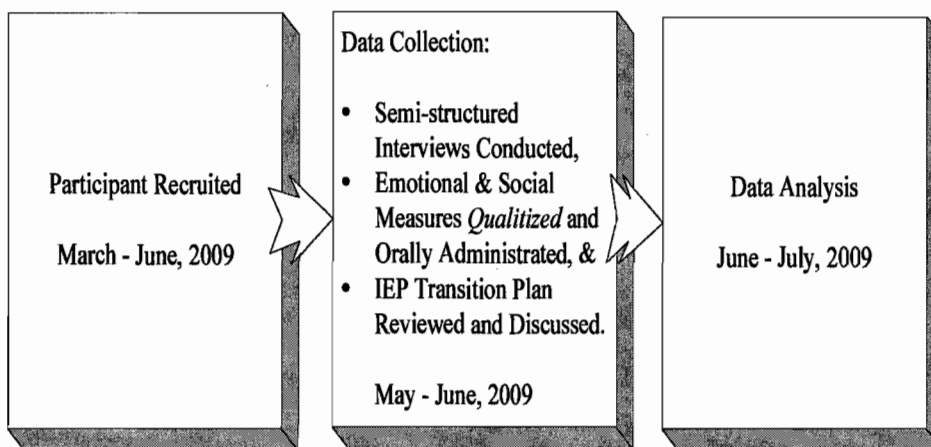 Participant Recruited
March - June, 2009
Data Collection:
• Semi-structured
Interviews Conducted,
• Emotional & Social
Measures Qualitized and
Orally Administrated, &
• IEP Transition Plan
Reviewed and Discussed.
May - June, 2009
Data Analysis
June - July, 2009